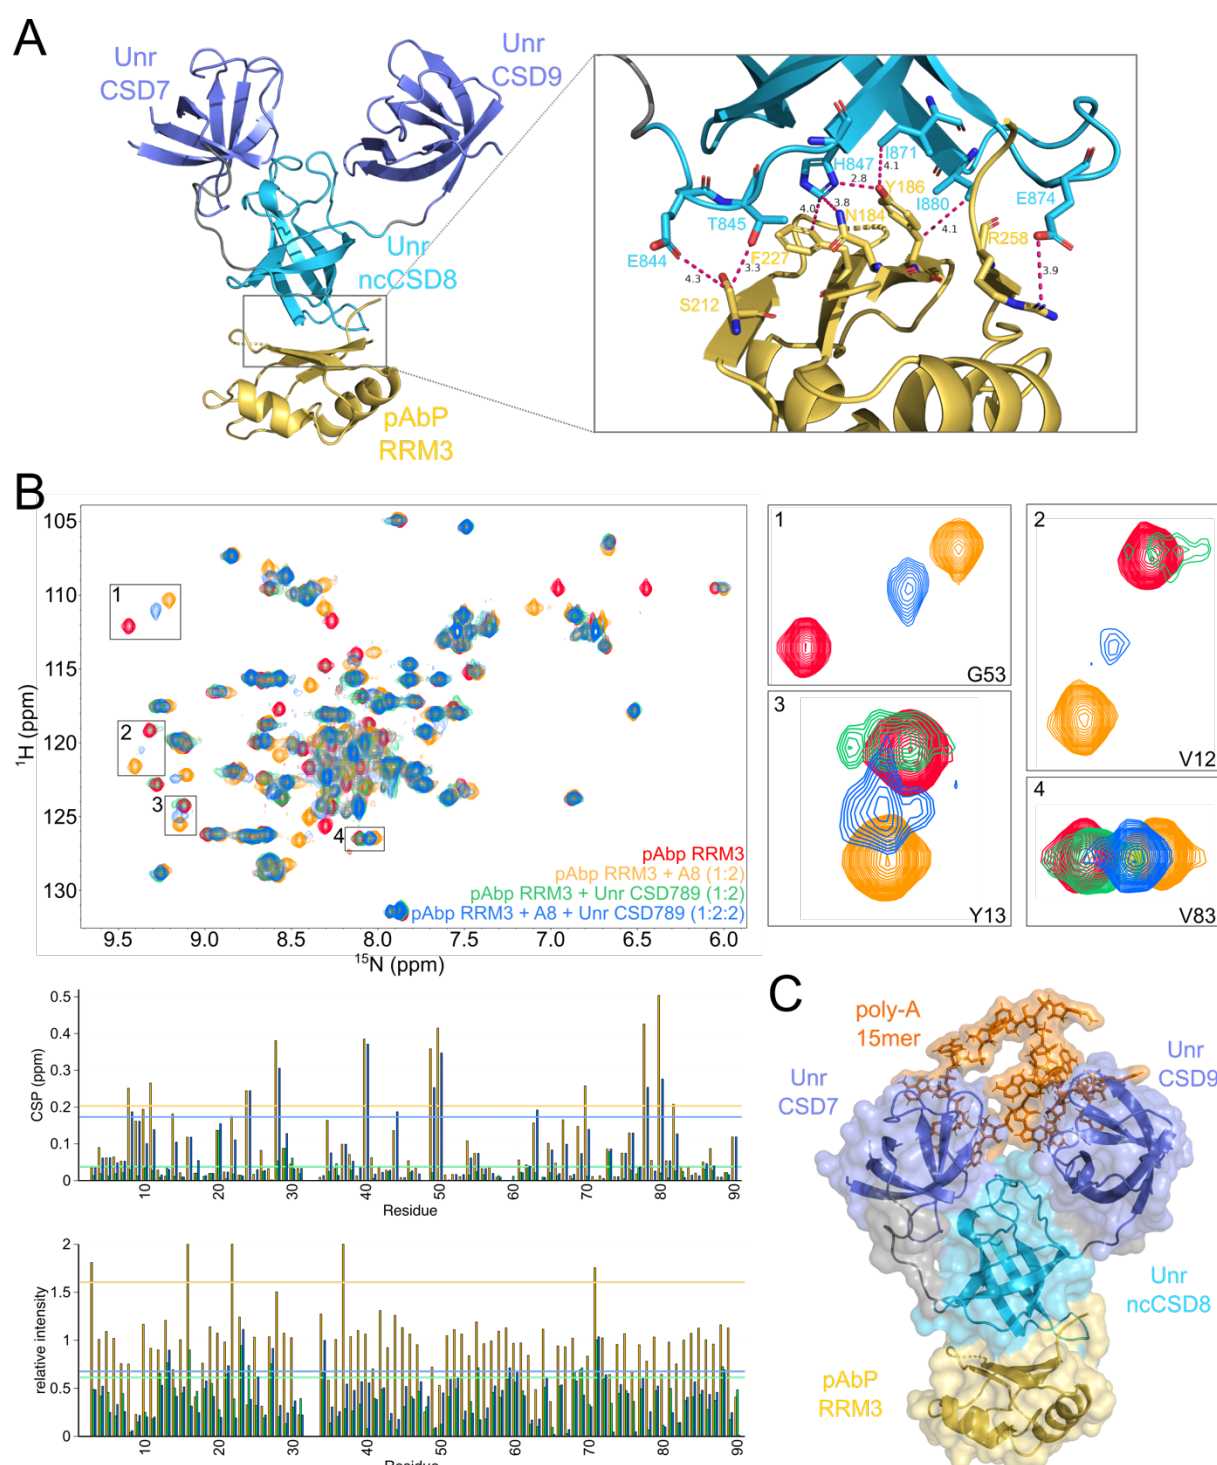 A
Unr
CSD7
Unr
CSD9
Unr
ncCSD8
pAbP
RRM3
H847
I871
4.1
2.8
Y186
E874
T845
4.0
3.8
N184
I880
R258
E844
F227
4.1
3.3
4.3
3.9
S212
B
105
110
115
120
125
130
1H (ppm)
1
2
3
4
pAbp RRM3
pAbp RRM3 + A8 (1:2)
pAbp RRM3 + Unr CSD789 (1:2)
pAbp RRM3 + A8 + Unr CSD789 (1:2:2)
9.5 9.0 8.5 8.0 7.5 7.0 6.5 6.0
15N (ppm)
1
G53
2
V12
3
Y13
4
V83
0.5
0.4
0.3
0.2
0.1
0
CSP (ppm)
10 20 30 40 50 60 70 80 90
Residue
2
1.5
1
0.5
0
relative intensity
10 20 30 40 50 60 70 80 90
Residue
C
poly-A
15mer
Unr
CSD7
Unr
CSD9
Unr
ncCSD8
pAbP
RRM3